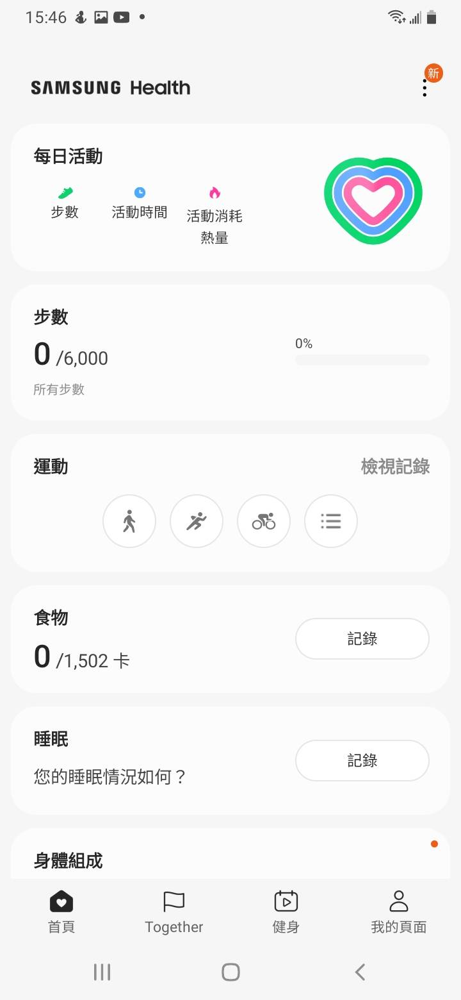 15:46
SAMSUNG Health
新
每日活動
步數
活動時間
活動消耗
熱量
步數
0 /6,000
0%
所有步數
運動
檢視記錄
食物
0 /1,502 卡
記錄
睡眠
您的睡眠情況如何？
記錄
身體組成
首頁
Together
健身
我的頁面